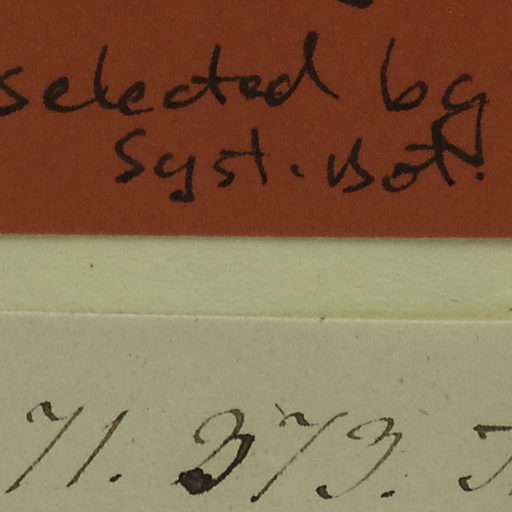 selected by
Syst. Bot.
71. 373.